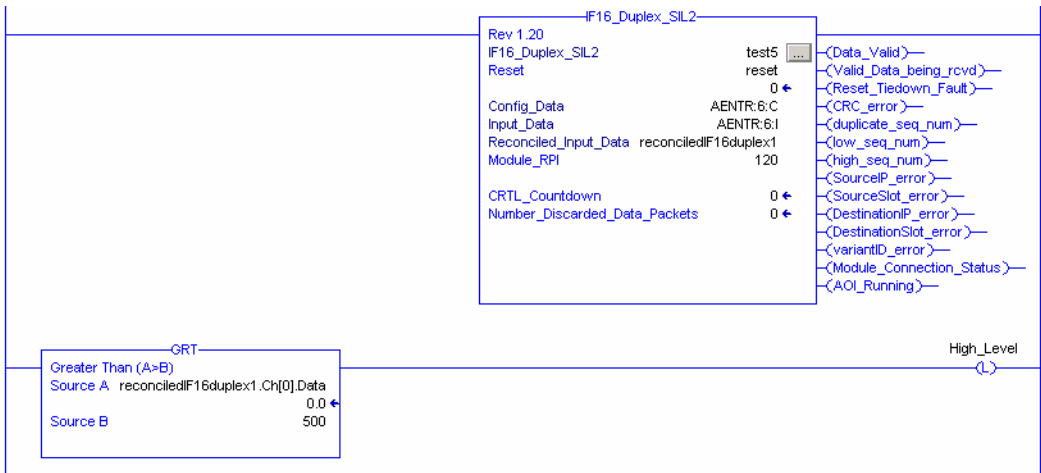 IF16_Duplex_SIL2
Rev 1.20
IF16_Duplex_SIL2 test5 ... (Data_Valid)
Reset reset (Valid_Data_being_rcvd)
0 (Reset_Tiedown_Fault)
Config_Data AENTR:6:C (CRC_error)
Input_Data AENTR:6:I (duplicate_seq_num)
Reconciled_Input_Data reconciledIF16duplex1 (low_seq_num)
Module_RPI 120 (high_seq_num)
(SourceIP_error)
CRTL_Countdown 0 (SourceSlot_error)
Number_Discarded_Data_Packets 0 (DestinationIP_error)
(DestinationSlot_error)
(variantID_error)
(Module_Connection_Status)
(AOI_Running)
GRT
High_Level
Greater Than (A>B) (L)
Source A reconciledIF16duplex1.Ch[0].Data
0.0
Source B 500